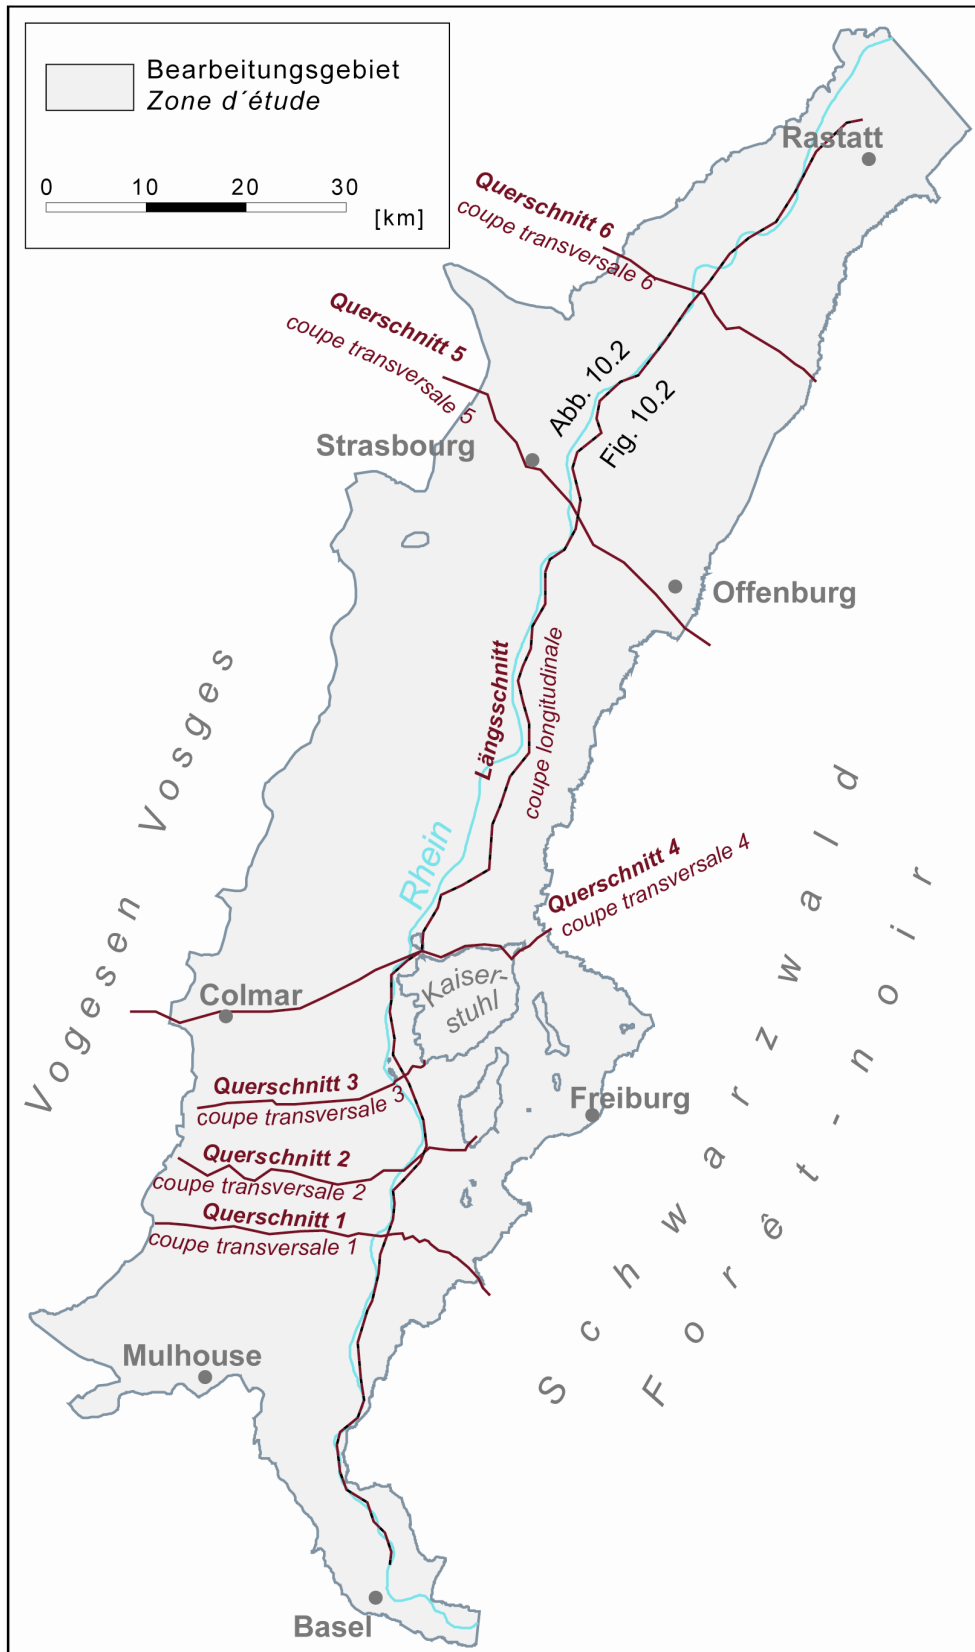 Bearbeitungsgebiet
Zone d´étude
0 10 20 30
[km]
Rastatt
Querschnitt 6
coupe transversale 6
Querschnitt 5
coupe transversale 5
Abb. 10.2
Fig. 10.2
Strasbourg
Offenburg
Längsschnitt
coupe longitudinale
Vogesen Vosges
Rhein
Querschnitt 4
coupe transversale 4
Schwarzwald
Forêt-noir
Kaiser-
stuhl
Colmar
Querschnitt 3
coupe transversale 3
Freiburg
Querschnitt 2
coupe transversale 2
Querschnitt 1
coupe transversale 1
Mulhouse
Basel